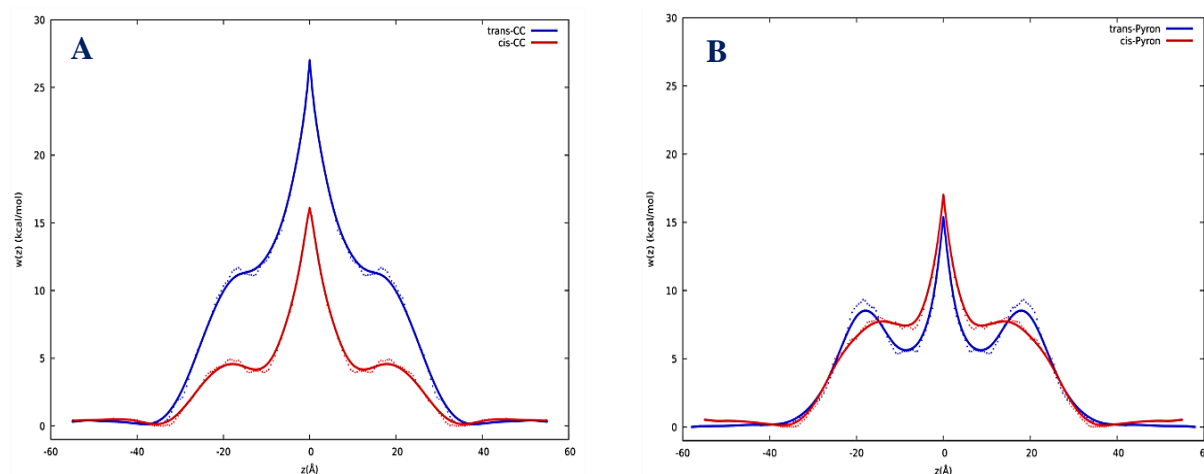 A
trans-CC
cis-CC
30
25
20
15
10
5
0
w(z) (kcal/mol)
-60 -40 -20 0 20 40 60
z(Å)
B
trans-Pyron
cis-Pyron
30
25
20
15
10
5
0
w(z) (kcal/mol)
-60 -40 -20 0 20 40
z(Å)